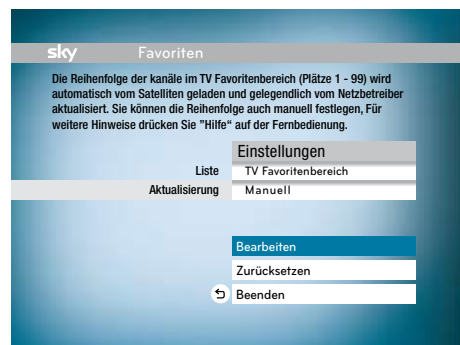 sky Favoriten
Die Reihenfolge der kanäle im TV Favoritenbereich (Plätze 1 - 99) wird
automatisch vom Satelliten geladen und gelegendlich vom Netzbetreiber
aktualisiert. Sie können die Reihenfolge auch manuell festlegen, Für
weitere Hinweise drücken Sie ”Hilfe“ auf der Fernbedienung.
Einstellungen
Liste TV Favoritenbereich
Aktualisierung Manuell
Bearbeiten
Zurücksetzen
Beenden